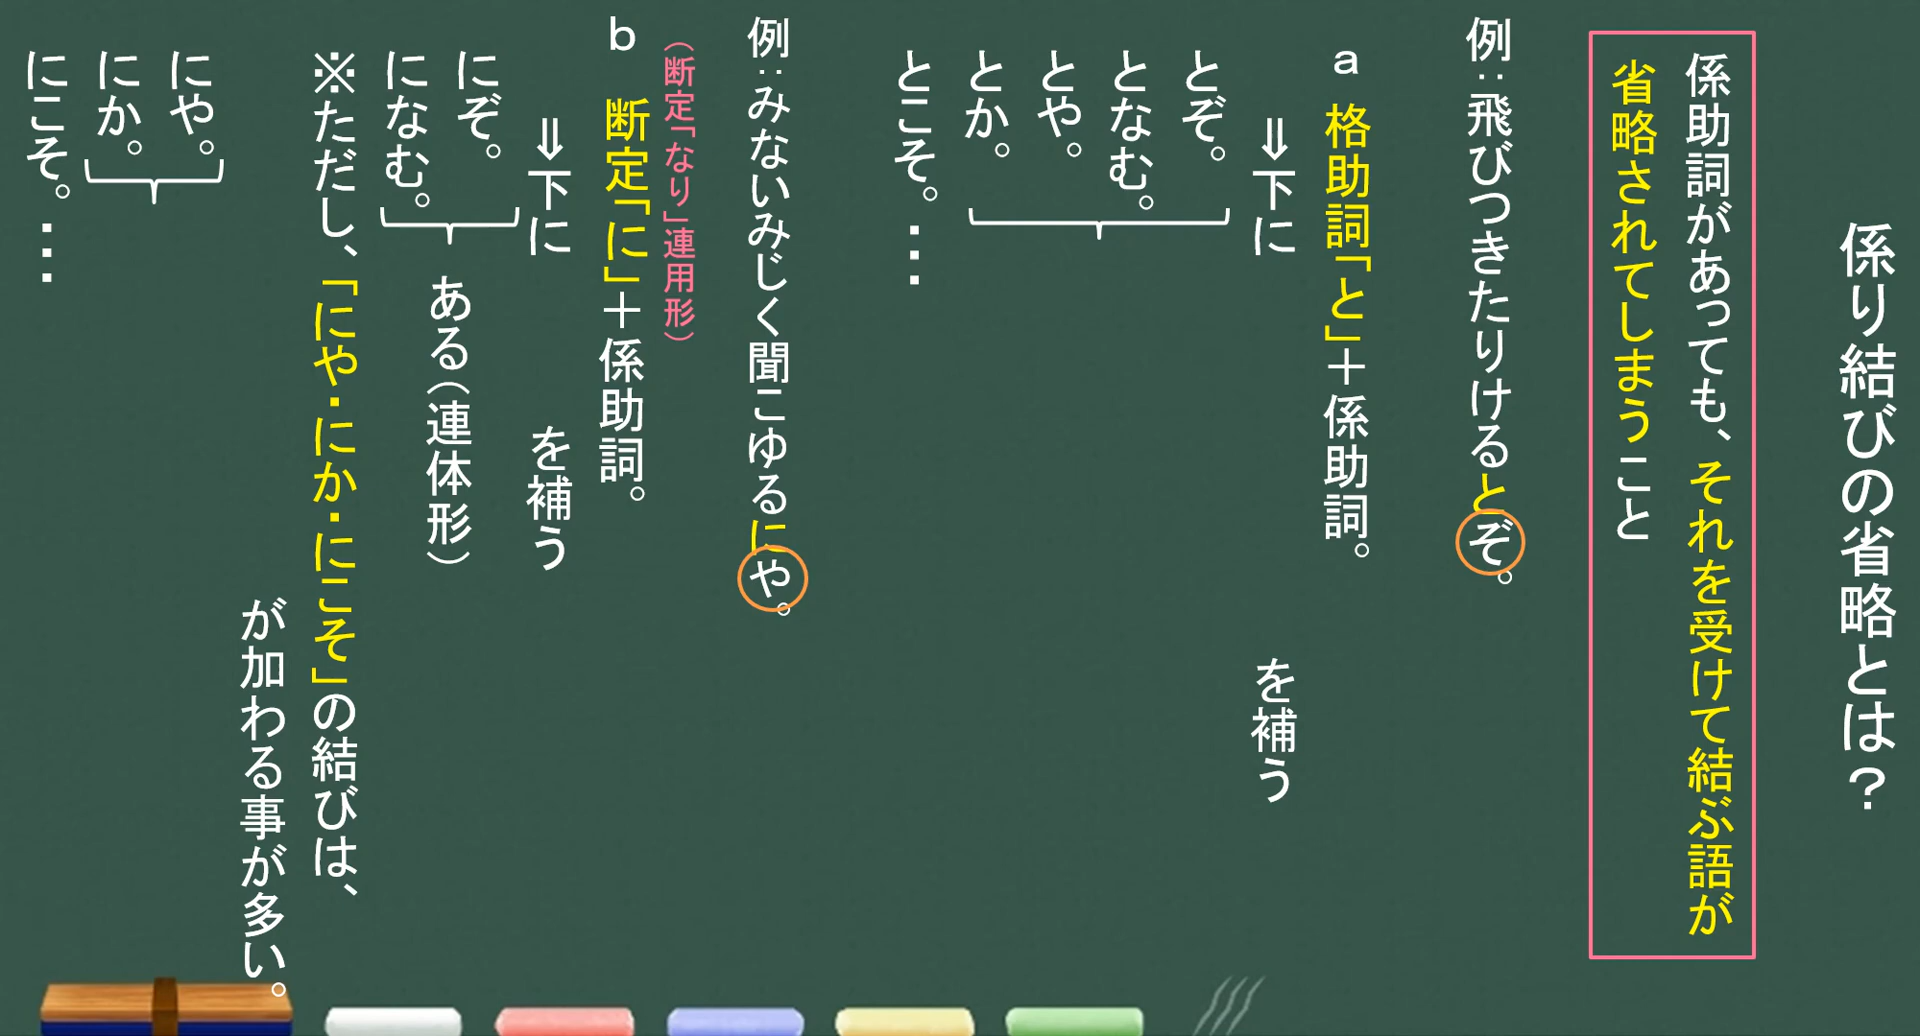 係り結びの省略とは？
係助詞があっても、それを受けて結ぶ語が
省略されてしまうこと
例：飛びつきたりけるとぞ。
a 格助詞「と」＋係助詞。
⇓下に を補う
とぞ。
となむ。
とや。
とか。
とこそ。…
例：みないみじく聞こゆるにや。
（断定「なり」連用形）
b 断定「に」＋係助詞。
⇓下に を補う
にぞ。
になむ。
ある（連体形）
※ただし、「にや・にか・にこそ」の結びは、
が加わる事が多い。
にや。
にか。
にこそ。…